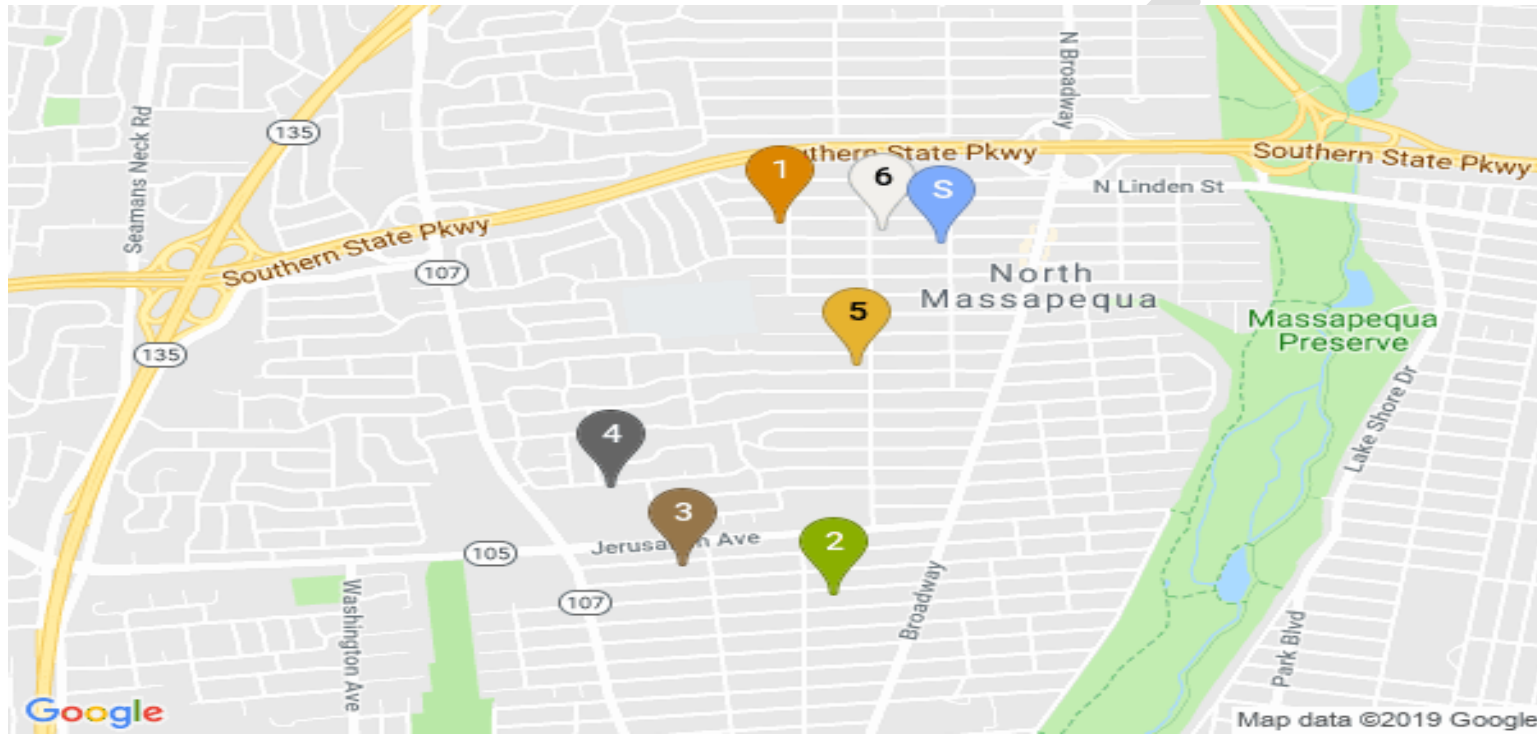 N Broadway
Seamans Neck Rd
135
1
uthern State Pkwy
6
S
Southern State Pkwy
N Linden St
Southern State Pkwy
107
North
Massapequa
5
Massapequa
Preserve
135
Lake Shore Dr
4
3
Jerusa n Ave
2
105
107
Washington Ave
Broadway
Park Blvd
Google
Map data ©2019 Google